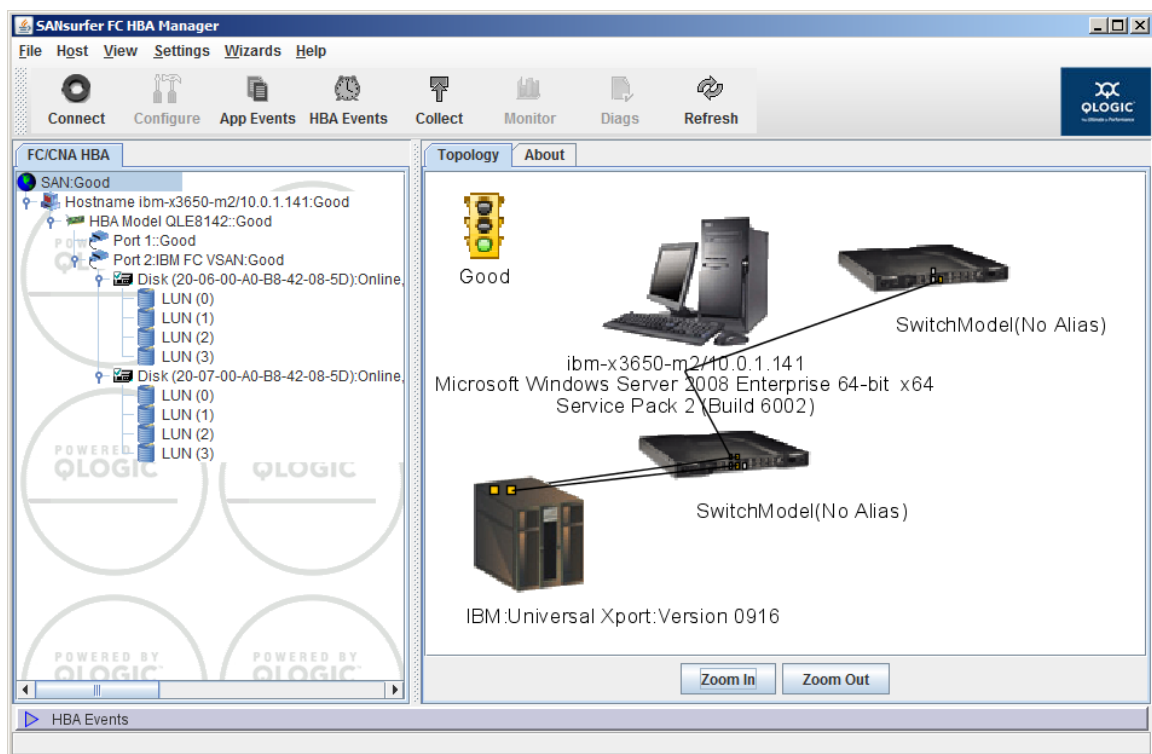 SANsurfer FC HBA Manager
File Host View Settings Wizards Help
Connect Configure App Events HBA Events Collect Monitor Diags Refresh
QLOGIC
FC/CNA HBA
SAN:Good
Hostname ibm-x3650-m2/10.0.1.141:Good
HBA Model QLE8142::Good
Port 1::Good
Port 2:IBM FC VSAN:Good
Disk (20-06-00-A0-B8-42-08-5D):Online,
LUN (0)
LUN (1)
LUN (2)
LUN (3)
Disk (20-07-00-A0-B8-42-08-5D):Online,
LUN (0)
LUN (1)
LUN (2)
LUN (3)
POWERED
QLOGIC QLOGIC
POWERED BY POWERED BY
QLOGIC QLOGIC
Topology About
Good
SwitchModel(No Alias)
ibm-x3650-m2/10.0.1.141
Microsoft Windows Server 2008 Enterprise 64-bit x64
Service Pack 2 (Build 6002)
SwitchModel(No Alias)
IBM:Universal Xport:Version 0916
Zoom In Zoom Out
HBA Events